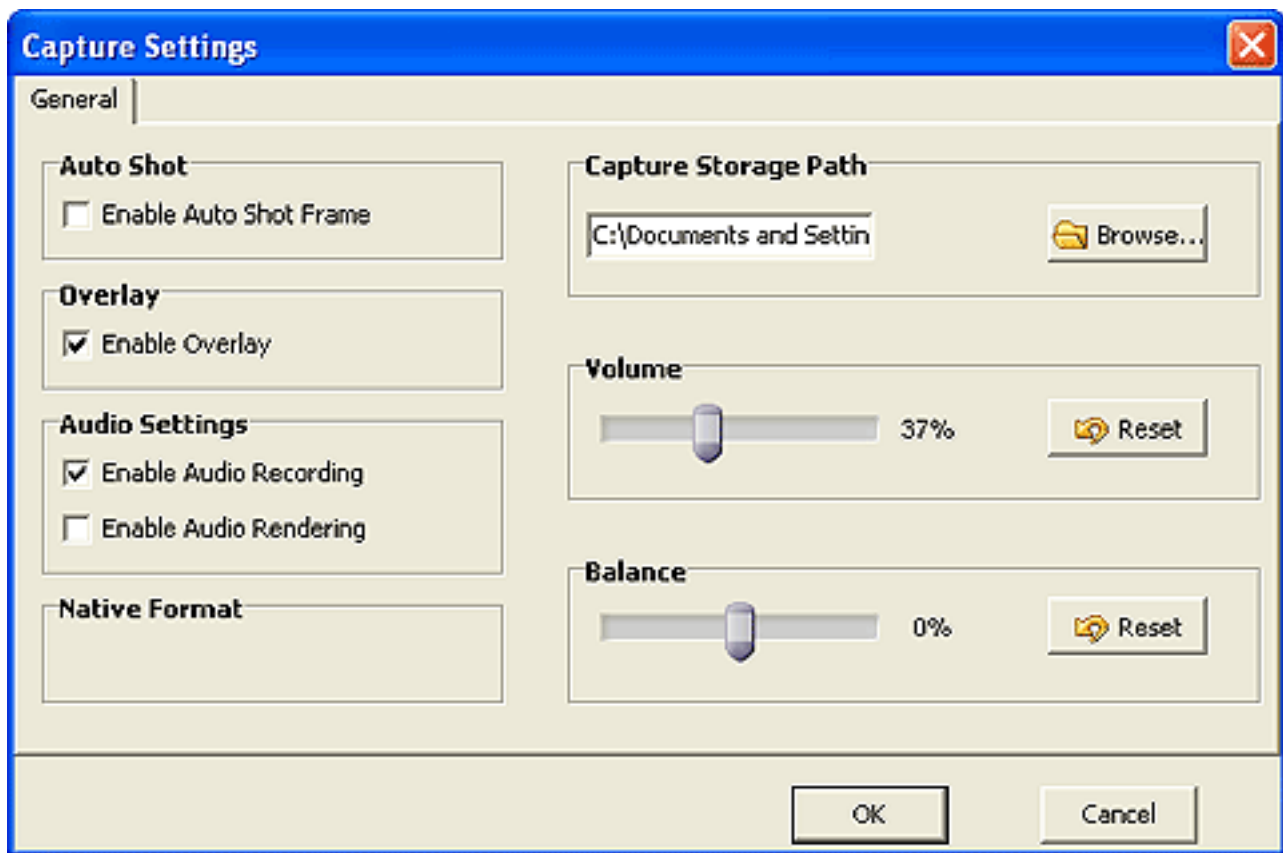 Capture Settings
General
Auto Shot
Enable Auto Shot Frame
Overlay
Enable Overlay
Audio Settings
Enable Audio Recording
Enable Audio Rendering
Native Format
Capture Storage Path
C:\Documents and Settin
Browse...
Volume
37%
Reset
Balance
0%
Reset
OK
Cancel